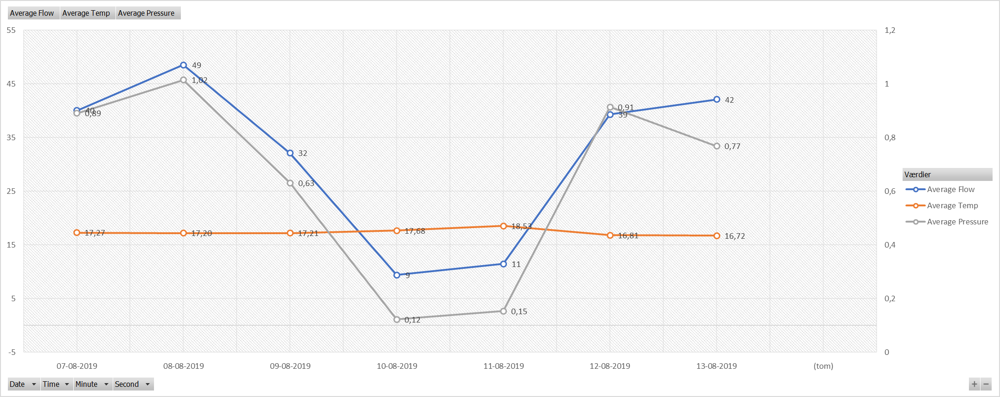 Average Flow Average Temp Average Pressure
55 1,2
49
1,02
45 1
40
0,89
0,91
39
42
35 0,8
32
0,77
0,63
Værdier
25 0,6
Average Flow
Average Temp
Average Pressure
17,27 17,20 17,21 17,68 18,53 16,81 16,72
15 0,4
9 11
5 0,2
0,12 0,15
-5 0
07-08-2019 08-08-2019 09-08-2019 10-08-2019 11-08-2019 12-08-2019 13-08-2019 (tom)
Date Time Minute Second + −